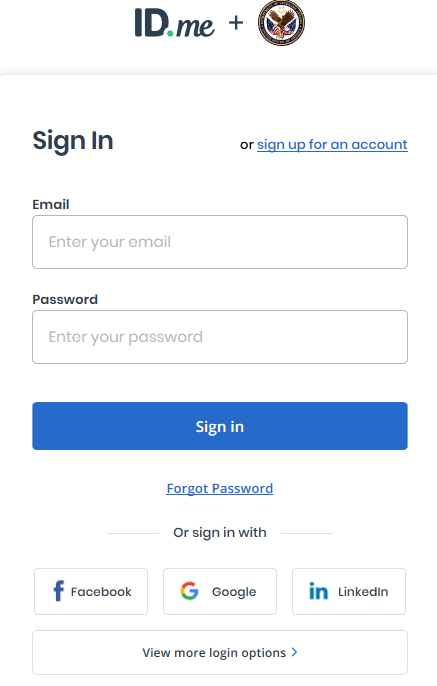 ID.me +
Sign In
or sign up for an account
Email
Enter your email
Password
Enter your password
Sign in
Forgot Password
Or sign in with
Facebook Google LinkedIn
View more login options >